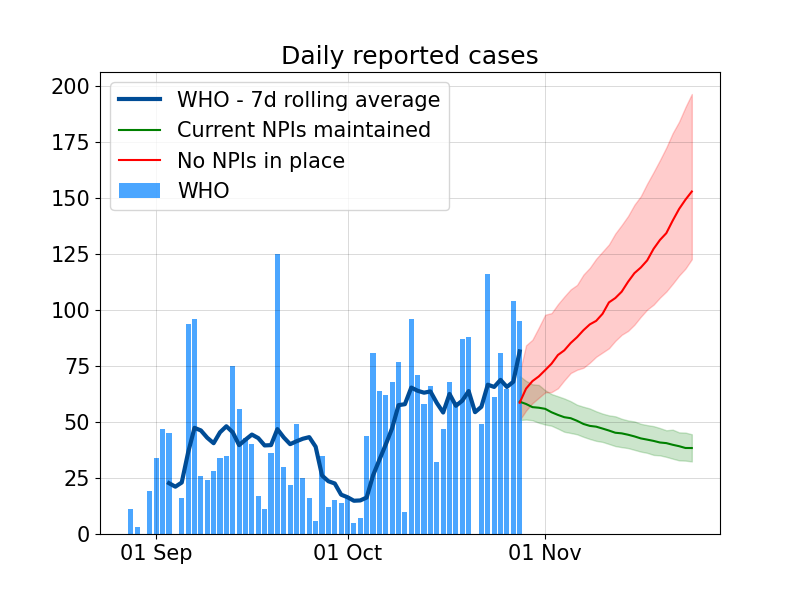 Daily reported cases
200
175
150
125
100
75
50
25
0
WHO - 7d rolling average
Current NPIs maintained
No NPIs in place
WHO
01 Sep
01 Oct
01 Nov